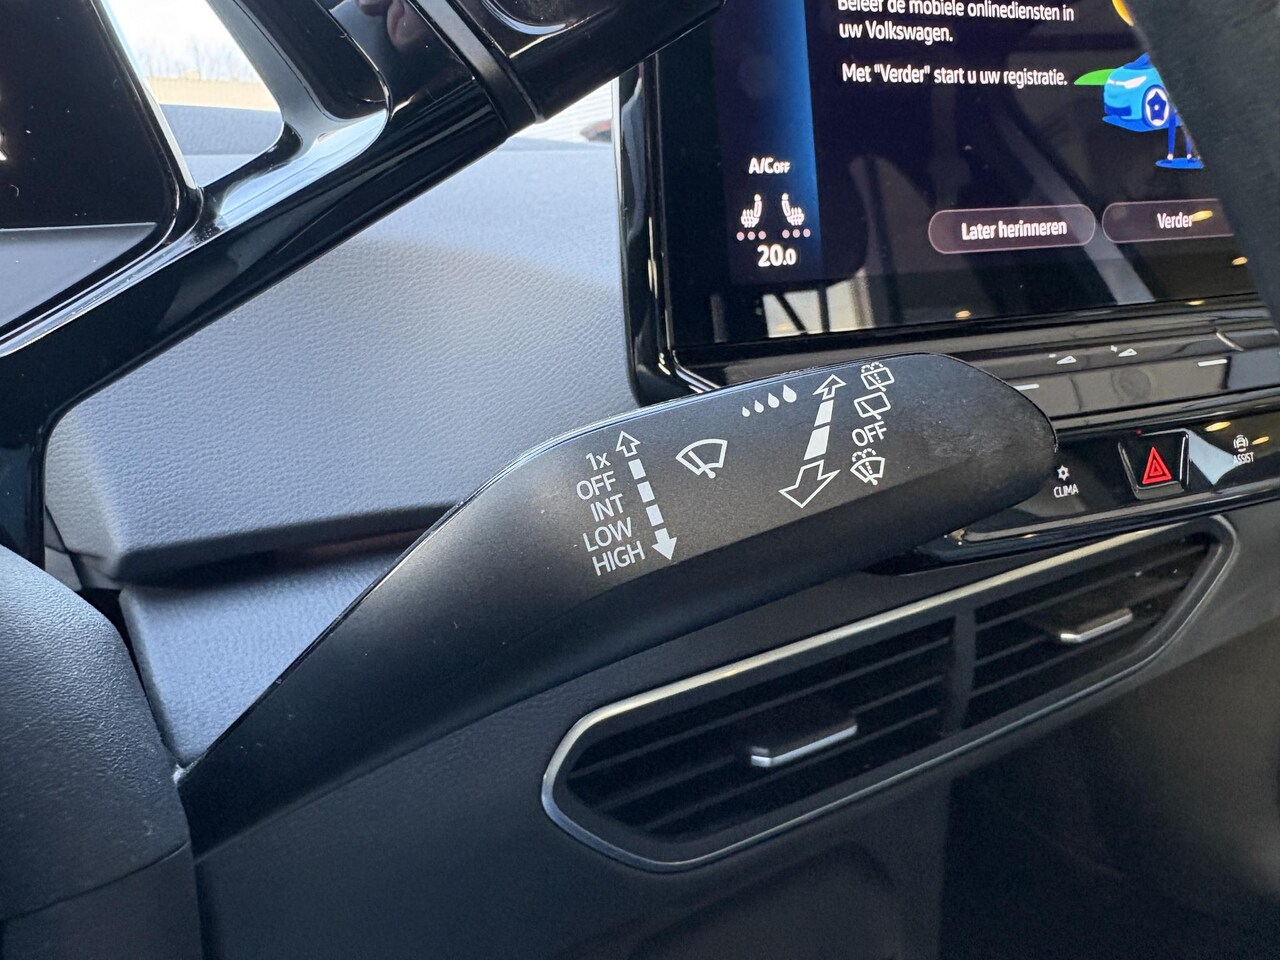 Beleef de mobiele onlinediensten in
uw Volkswagen.
Met "Verder" start u uw registratie.
A/C OFF
Later herinneren
Verder
20.0
1x
OFF
INT
LOW
HIGH
OFF
CLIMA
ASSIST